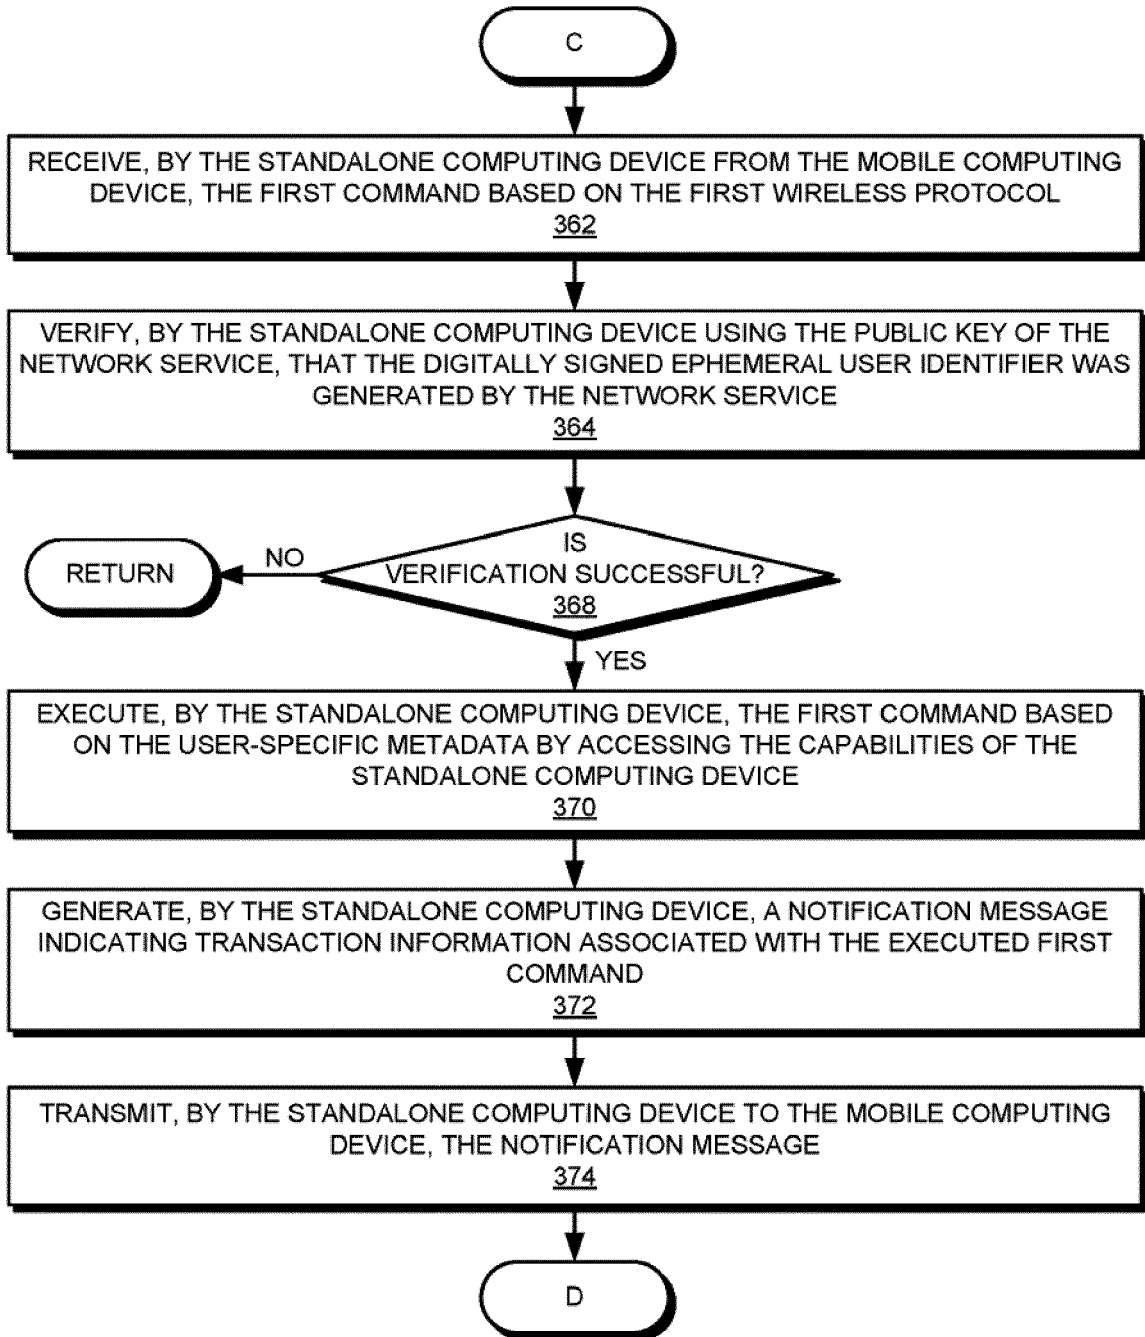 C
RECEIVE, BY THE STANDALONE COMPUTING DEVICE FROM THE MOBILE COMPUTING
DEVICE, THE FIRST COMMAND BASED ON THE FIRST WIRELESS PROTOCOL
362
VERIFY, BY THE STANDALONE COMPUTING DEVICE USING THE PUBLIC KEY OF THE
NETWORK SERVICE, THAT THE DIGITALLY SIGNED EPHEMERAL USER IDENTIFIER WAS
GENERATED BY THE NETWORK SERVICE
364
IS
VERIFICATION SUCCESSFUL?
368
NO
RETURN
YES
EXECUTE, BY THE STANDALONE COMPUTING DEVICE, THE FIRST COMMAND BASED
ON THE USER-SPECIFIC METADATA BY ACCESSING THE CAPABILITIES OF THE
STANDALONE COMPUTING DEVICE
370
GENERATE, BY THE STANDALONE COMPUTING DEVICE, A NOTIFICATION MESSAGE
INDICATING TRANSACTION INFORMATION ASSOCIATED WITH THE EXECUTED FIRST
COMMAND
372
TRANSMIT, BY THE STANDALONE COMPUTING DEVICE TO THE MOBILE COMPUTING
DEVICE, THE NOTIFICATION MESSAGE
374
D